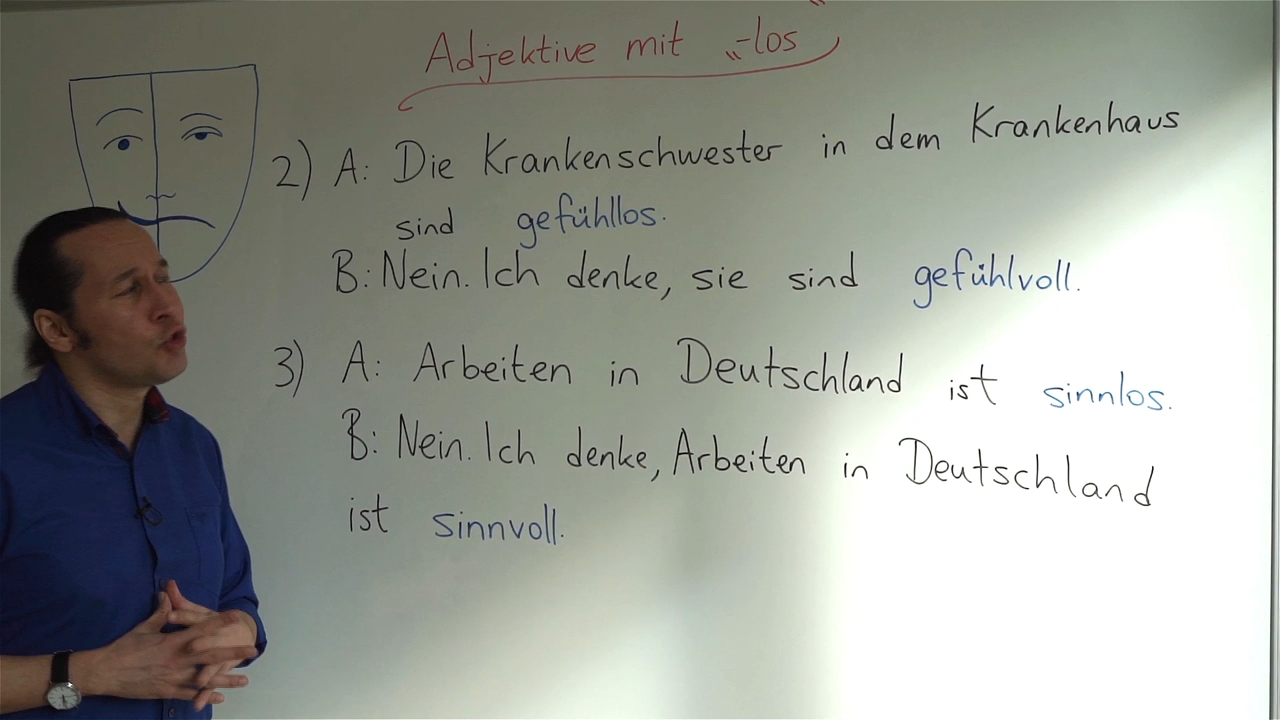 Adjektive mit „-los“
2) A: Die Krankenschwester in dem Krankenhaus
sind gefühllos.
B: Nein. Ich denke, sie sind gefühlvoll.
3) A: Arbeiten in Deutschland ist sinnlos.
B: Nein. Ich denke, Arbeiten in Deutschland
ist sinnvoll.